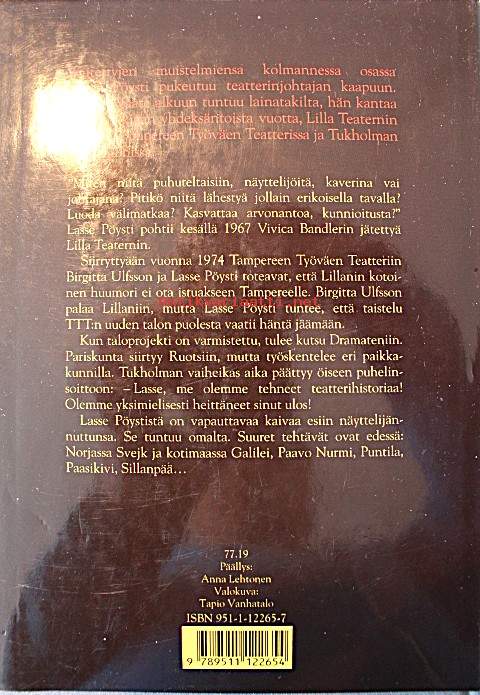 muistelmiensa kolmannessa osassa
Pöysti pukeutuu teatterinjohtajan kaapuun.
alkuun tuntuu lainatakilta, hän kantaa
yhdeksäntoista vuotta, Lilla Teaternin
Tampereen Työväen Teatterissa ja Tukholman
"Miten niitä puhuteltaisiin, näyttelijöitä, kaverina vai
johtajana? Pitikö niitä lähestyä jollain erikoisella tavalla?
Luoda välimatkaa? Kasvattaa arvonantoa, kunnioitusta?"
Lasse Pöysti pohtii kesällä 1967 Vivica Bandlerin jätettyä
Lilla Teaternin.
Siirryttyään vuonna 1974 Tampereen Työväen Teatteriin
Birgitta Ulfsson ja Lasse Pöysti toteavat, että Lillanin kotoi-
nen huumori ei ota istuakseen Tampereelle. Birgitta Ulfsson
palaa Lillaniin, mutta Lasse Pöysti tuntee, että taistelu
TTT:n uuden talon puolesta vaatii häntä jäämään.
Kun taloprojekti on varmistettu, tulee kutsu Dramateniin.
Pariskunta siirtyy Ruotsiin, mutta työskentelee eri paikka-
kunnilla. Tukholman vaiheikas aika päättyy öiseen puhelin-
soittoon: – Lasse, me olemme tehneet teatterihistoriaa!
Olemme yksimielisesti heittäneet sinut ulos!
Lasse Pöystistä on vapauttavaa kaivaa esiin näyttelijän-
nuttunsa. Se tuntuu omalta. Suuret tehtävät ovat edessä:
Norjassa Svejk ja kotimaassa Galilei, Paavo Nurmi, Puntila,
Paasikivi, Sillanpää...
77.19
Päällys:
Anna Lehtonen
Valokuva:
Tapio Vanhatalo
ISBN 951-1-12265-7
9 789511 122654